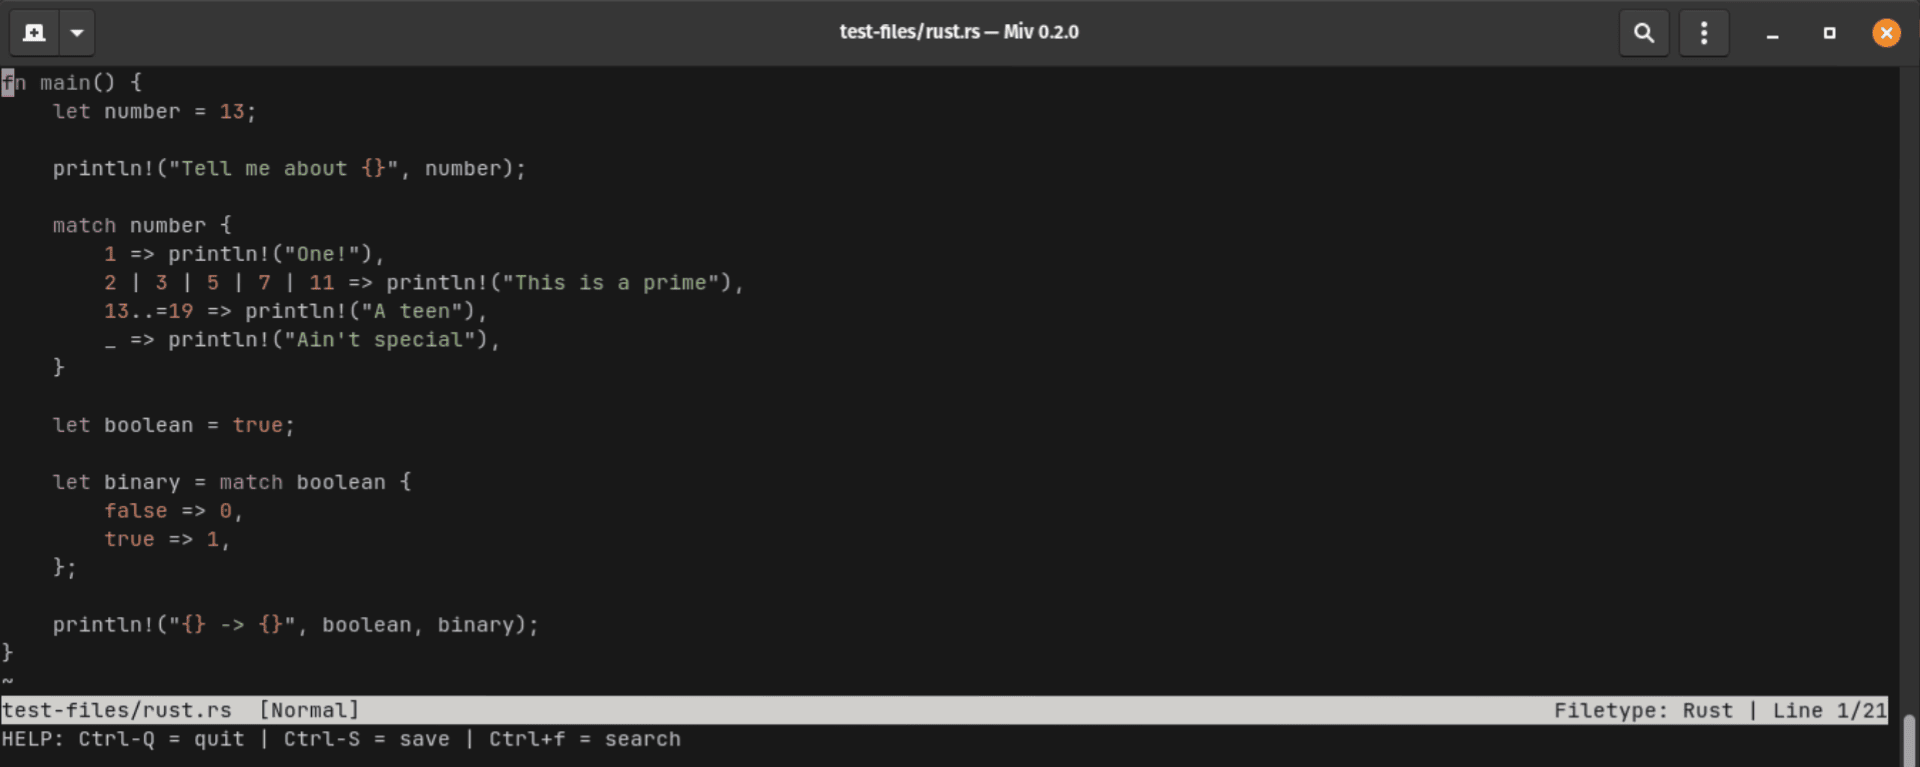 test-files/rust.rs — Miv 0.2.0
fn main() {
    let number = 13;

    println!("Tell me about {}", number);

    match number {
        1 => println!("One!"),
        2 | 3 | 5 | 7 | 11 => println!("This is a prime"),
        13..=19 => println!("A teen"),
        _ => println!("Ain't special"),
    }

    let boolean = true;

    let binary = match boolean {
        false => 0,
        true => 1,
    };

    println!("{} -> {}", boolean, binary);
}
~
test-files/rust.rs  [Normal] Filetype: Rust | Line 1/21
HELP: Ctrl-Q = quit | Ctrl-S = save | Ctrl+f = search